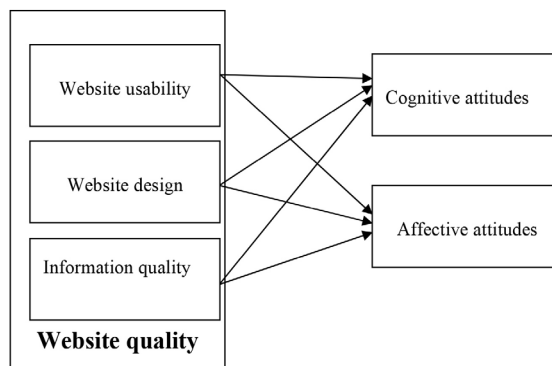 Website usability
Website design
Information quality
Website quality
Cognitive attitudes
Affective attitudes